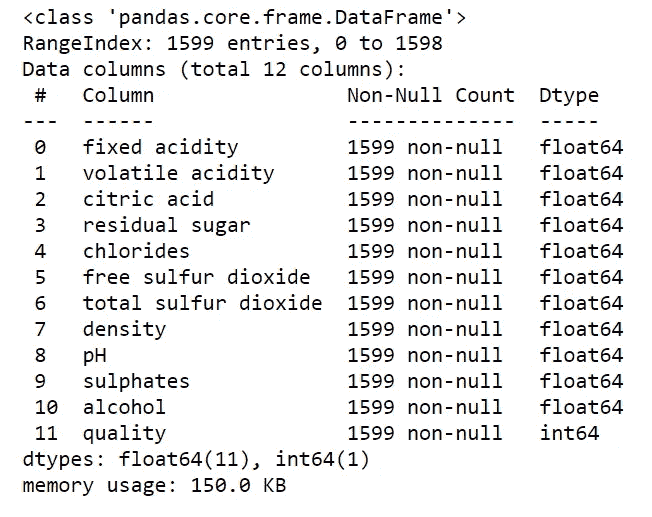 <class 'pandas.core.frame.DataFrame'>
RangeIndex: 1599 entries, 0 to 1598
Data columns (total 12 columns):
 #   Column                Non-Null Count  Dtype
---  ------                --------------  -----
 0   fixed acidity         1599 non-null   float64
 1   volatile acidity      1599 non-null   float64
 2   citric acid           1599 non-null   float64
 3   residual sugar        1599 non-null   float64
 4   chlorides             1599 non-null   float64
 5   free sulfur dioxide   1599 non-null   float64
 6   total sulfur dioxide  1599 non-null   float64
 7   density               1599 non-null   float64
 8   pH                    1599 non-null   float64
 9   sulphates             1599 non-null   float64
 10  alcohol               1599 non-null   float64
 11  quality               1599 non-null   int64
dtypes: float64(11), int64(1)
memory usage: 150.0 KB